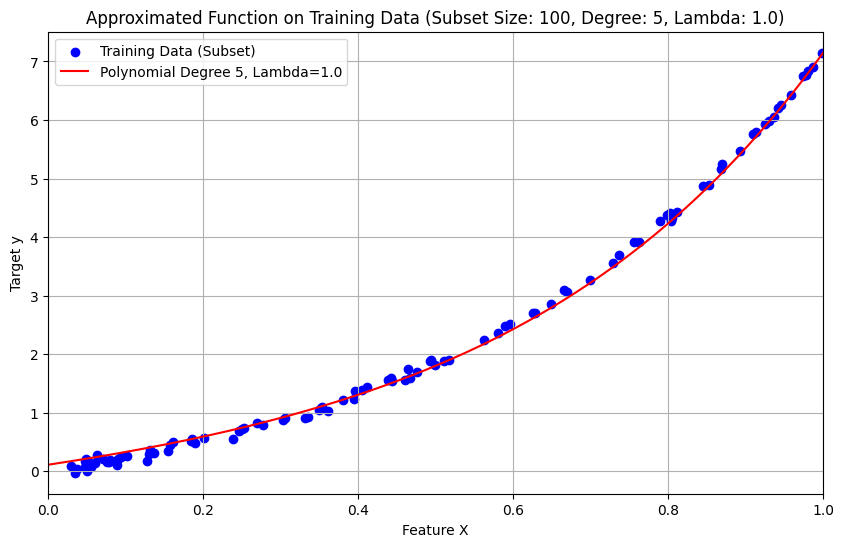 Approximated Function on Training Data (Subset Size: 100, Degree: 5, Lambda: 1.0)
Training Data (Subset)
Polynomial Degree 5, Lambda=1.0
Target y
7
6
5
4
3
2
1
0
0.0 0.2 0.4 0.6 0.8 1.0
Feature X